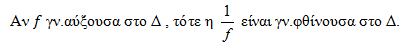 Αν f γν.αύξουσα στο Δ , τότε η 1/f είναι γν.φθίνουσα στο Δ.